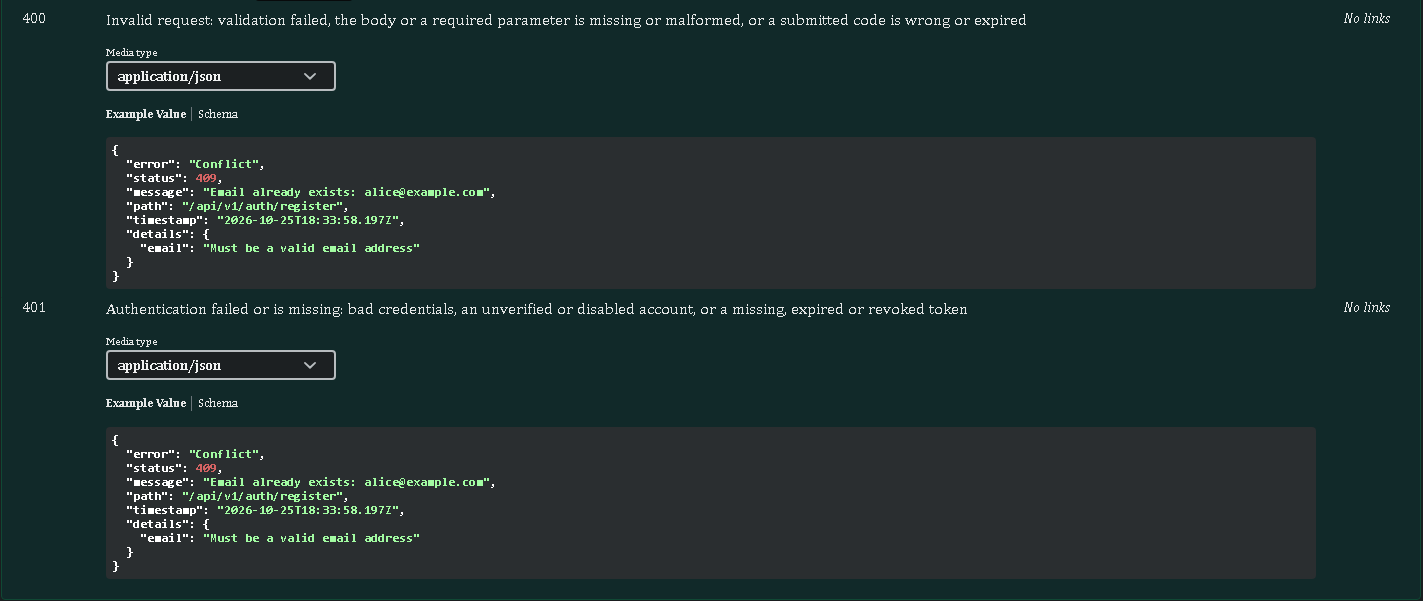 400 Invalid request: validation failed, the body or a required parameter is missing or malformed, or a submitted code is wrong or expired No links
Media type
application/json
Example Value | Schema
{
  "error": "Conflict",
  "status": 409,
  "message": "Email already exists: alice@example.com",
  "path": "/api/v1/auth/register",
  "timestamp": "2026-10-25T18:33:58.197Z",
  "details": {
    "email": "Must be a valid email address"
  }
}
401 Authentication failed or is missing: bad credentials, an unverified or disabled account, or a missing, expired or revoked token No links
Media type
application/json
Example Value | Schema
{
  "error": "Conflict",
  "status": 409,
  "message": "Email already exists: alice@example.com",
  "path": "/api/v1/auth/register",
  "timestamp": "2026-10-25T18:33:58.197Z",
  "details": {
    "email": "Must be a valid email address"
  }
}